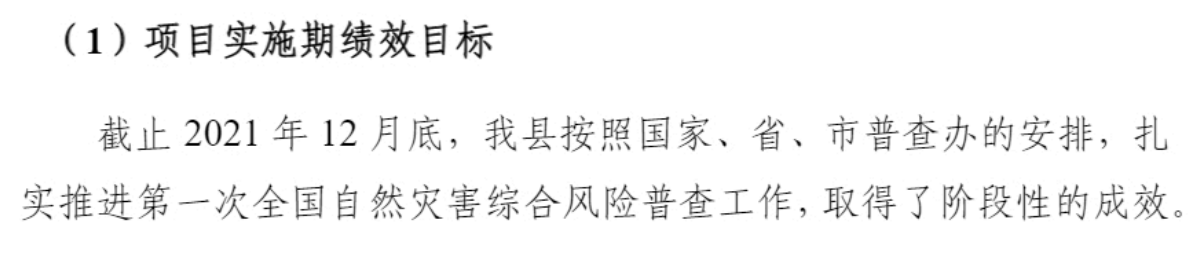 （1）项目实施期绩效目标
截止 2021 年 12 月底，我县按照国家、省、市普查办的安排，扎
实推进第一次全国自然灾害综合风险普查工作，取得了阶段性的成效。